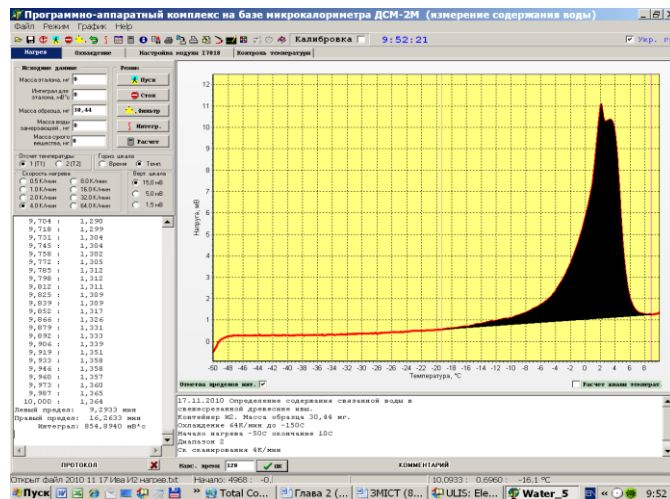 Программно-аппаратный комплекс на базе микрокалориметра ДСМ-2М (измерение содержания воды)
Файл Режим График Help
Калибровка 9:52:21 Укр.
Нагрев Охлаждение Настройка модуля I7018 Контроль температуры
Исходные данные Режим
Масса эталона, мг 0 Пуск
Интеграл для эталона, мВ*с 0 Стоп
Масса образца, мг 30,44 Фильтр
Масса воды замерзающей, мг 0 Интегр.
Масса сухого вещества, мг 0 Расчет
Отсчет температуры Гориз. шкала
1 (T1) 2 (T2) Время Темп.
Скорость нагрева Верт. шкала
0.5 К/мин 8.0 К/мин 15,0 мВ
1.0 К/мин 16.0 К/мин
2.0 К/мин 32.0 К/мин 5,0 мВ
4.0 К/мин 64.0 К/мин 1,5 мВ
9,704 : 1,290
9,718 : 1,299
9,731 : 1,304
9,745 : 1,304
9,758 : 1,302
9,772 : 1,305
9,785 : 1,312
9,798 : 1,312
9,812 : 1,311
9,825 : 1,309
9,839 : 1,309
9,852 : 1,317
9,866 : 1,326
9,879 : 1,331
9,892 : 1,333
9,906 : 1,339
9,919 : 1,351
9,933 : 1,358
9,946 : 1,358
9,960 : 1,357
9,973 : 1,360
9,987 : 1,365
10,000 : 1,364
Левый предел: 9,2933 мин
Правый предел: 16,2633 мин
Интеграл: 854,8940 мВ*с
ПРОТОКОЛ
Напруга, мВ
12
11
10
9
8
7
6
5
4
3
2
1
0
-50 -48 -46 -44 -42 -40 -38 -36 -34 -32 -30 -28 -26 -24 -22 -20 -18 -16 -14 -12 -10 -8 -6 -4 -2 0 2 4 6 8
Температура, °C
Отметка пределов инт. Расчет шкалы температ.
17.11.2010 Определение содержания связанной воды в
свежесрезанной древесине ивы.
Контейнер И2. Масса образца 30,44 мг.
Охлаждение 64К/мин до -150С
Начало нагрева -50С окончание 10С
Диапазон 2
Ск сканирования 4К/мин
Макс. время 120 ОК КОММЕНТАРИЙ
Открыт файл 2010 11 17 Ива И2 нагрев.txt Начало: 4968 : -0, 10,0933 : 0,6960 : -16.1 °C
Пуск Total Co... Глава 2 (... ЗМІСТ (8... ULIS: Ele... Water_5 EN 9:52